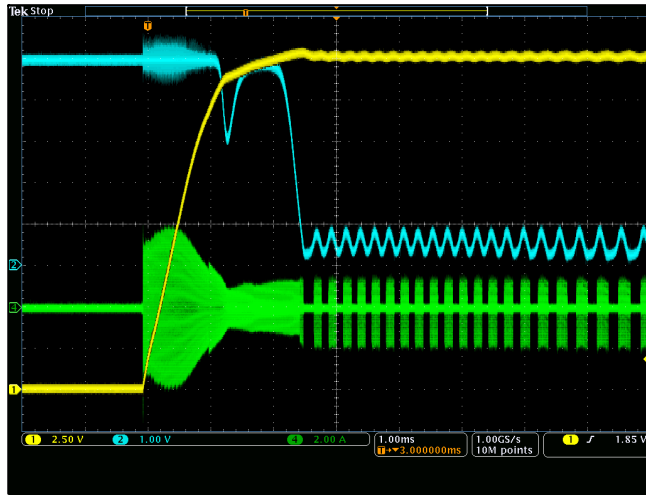 Tek Stop
T
T
2
4
1
1 2.50 V 2 1.00 V 4 2.00 A 1.00ms 1.00GS/s 1 1.85 V
T→▼3.000000ms 10M points